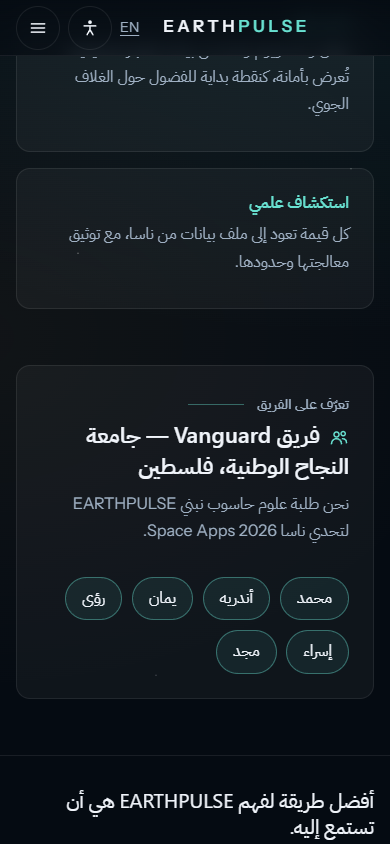 EN EARTHPULSE
تُعرض بأمانة، كنقطة بداية للفضول حول الغلاف
الجوي.
استكشاف علمي
كل قيمة تعود إلى ملف بيانات من ناسا، مع توثيق
معالجتها وحدودها.
تعرّف على الفريق
فريق Vanguard — جامعة
النجاح الوطنية، فلسطين
نحن طلبة علوم حاسوب نبني EARTHPULSE
لتحدي ناسا Space Apps 2026.
محمد أندريه يمان رؤى
إسراء مجد
أفضل طريقة لفهم EARTHPULSE هي أن
تستمع إليه.